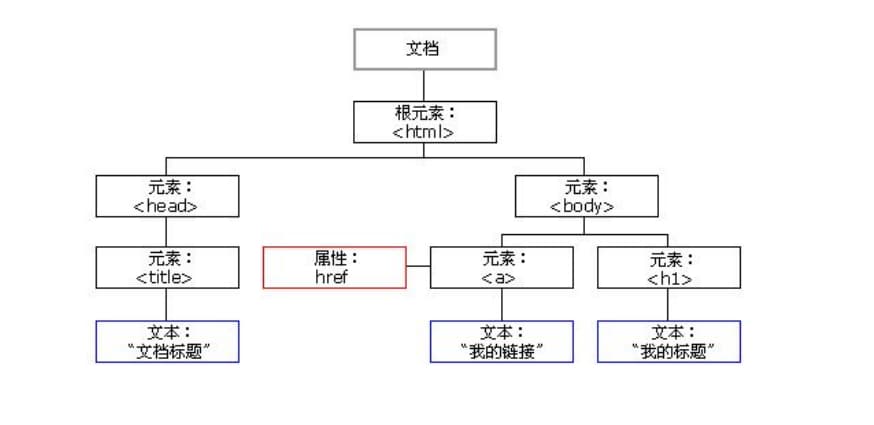 文档
根元素：
<html>
元素：
<head>
元素：
<body>
元素：
<title>
属性：
href
元素：
<a>
元素：
<h1>
文本：
“文档标题”
文本：
“我的链接”
文本：
“我的标题”